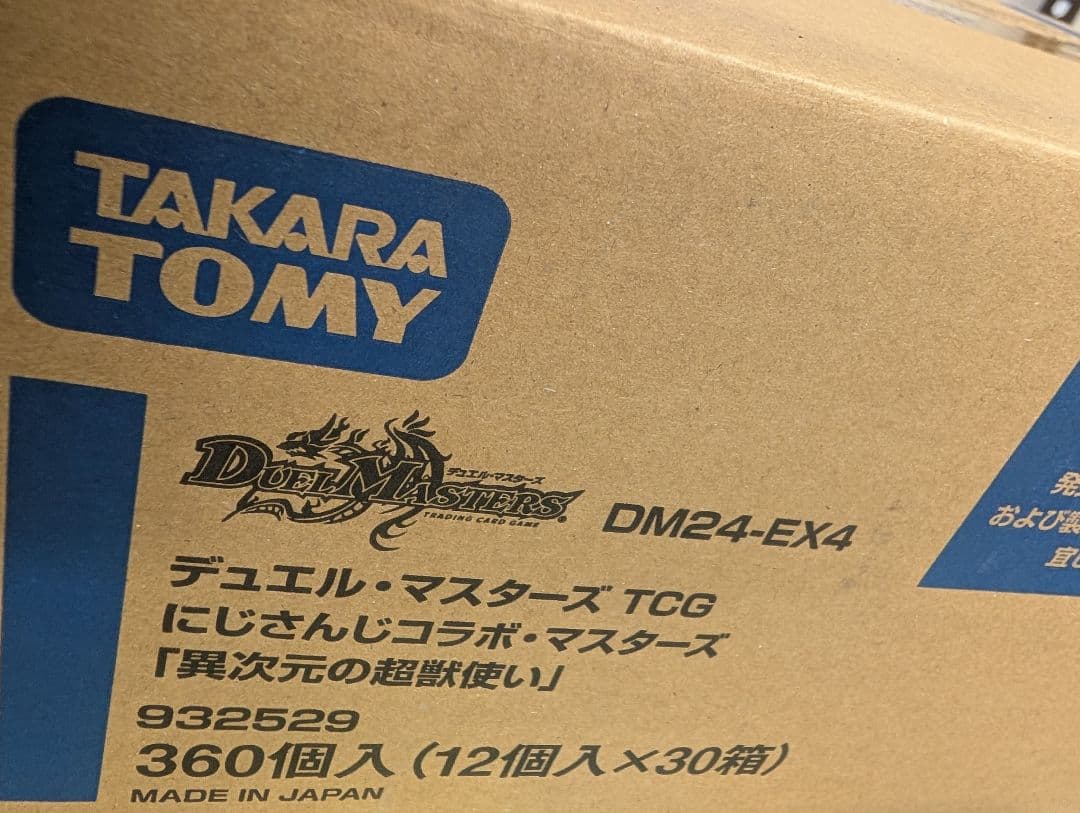 TAKARA
TOMY
DUEL MASTERS
デュエル・マスターズ
TRADING CARD GAME
DM24-EX4
デュエル・マスターズ TCG
にじさんじコラボ・マスターズ
「異次元の超獣使い」
932529
360個入(12個入×30箱)
MADE IN JAPAN
発
および製
宜し